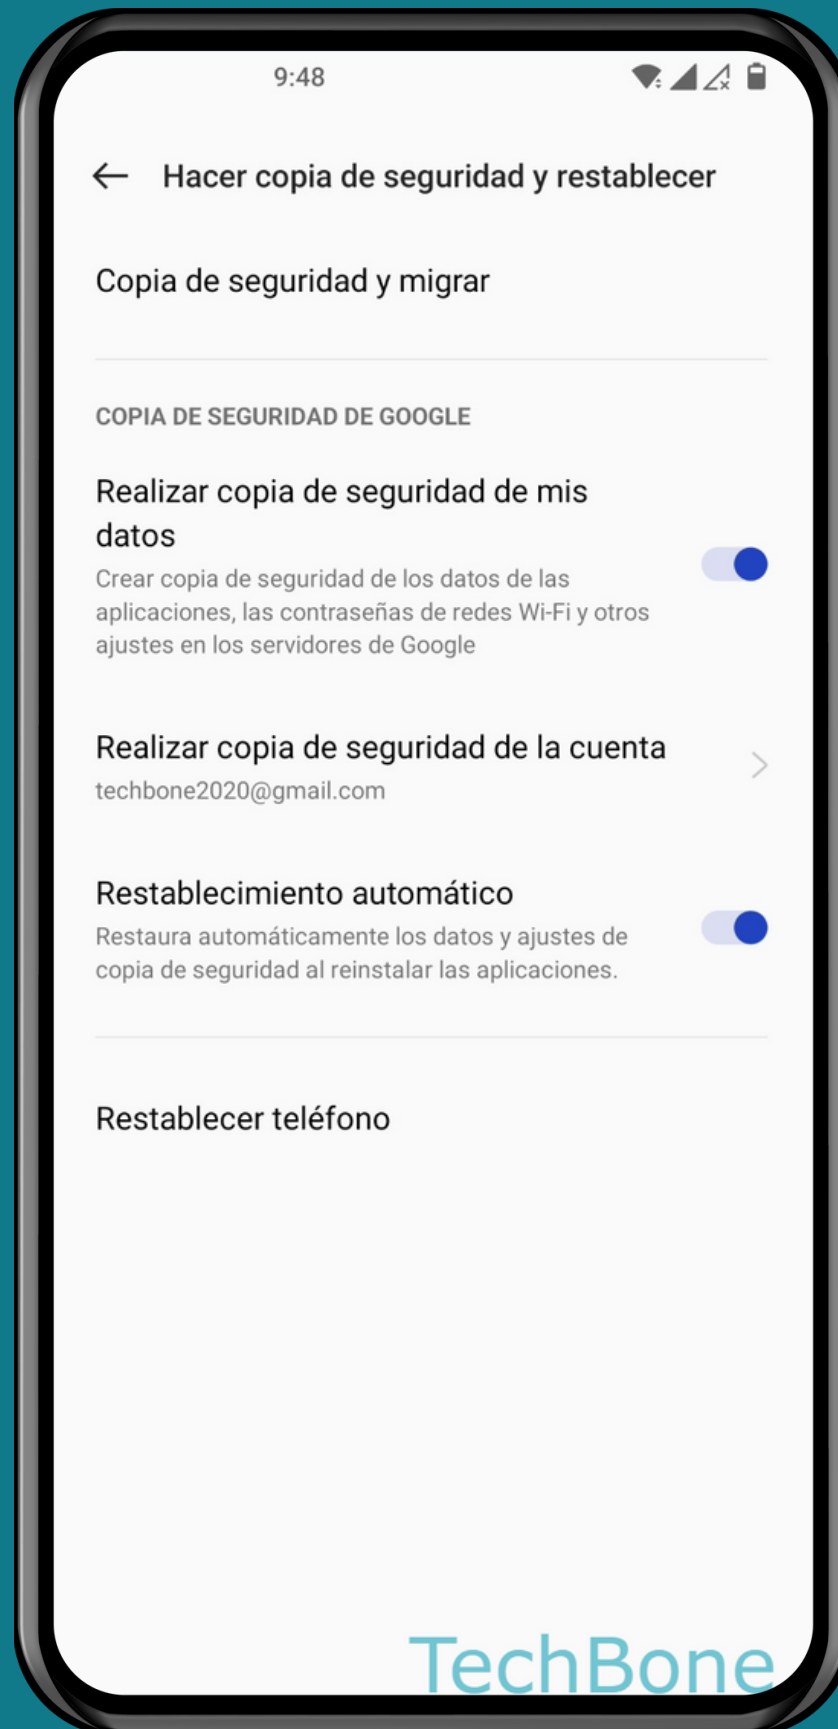 9:48
Hacer copia de seguridad y restablecer
Copia de seguridad y migrar
COPIA DE SEGURIDAD DE GOOGLE
Realizar copia de seguridad de mis
datos
Crear copia de seguridad de los datos de las
aplicaciones, las contraseñas de redes Wi-Fi y otros
ajustes en los servidores de Google
Realizar copia de seguridad de la cuenta
techbone2020@gmail.com
Restablecimiento automático
Restaura automáticamente los datos y ajustes de
copia de seguridad al reinstalar las aplicaciones.
Restablecer teléfono
TechBone